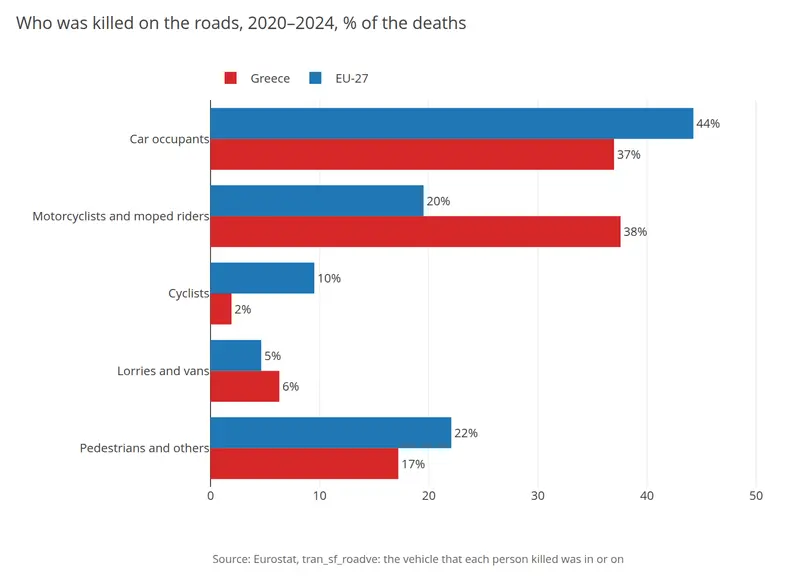 Who was killed on the roads, 2020–2024, % of the deaths
Greece EU-27
Car occupants 44%
37%
Motorcyclists and moped riders 20%
38%
Cyclists 10%
2%
Lorries and vans 5%
6%
Pedestrians and others 22%
17%
0 10 20 30 40 50
Source: Eurostat, tran_sf_roadve: the vehicle that each person killed was in or on